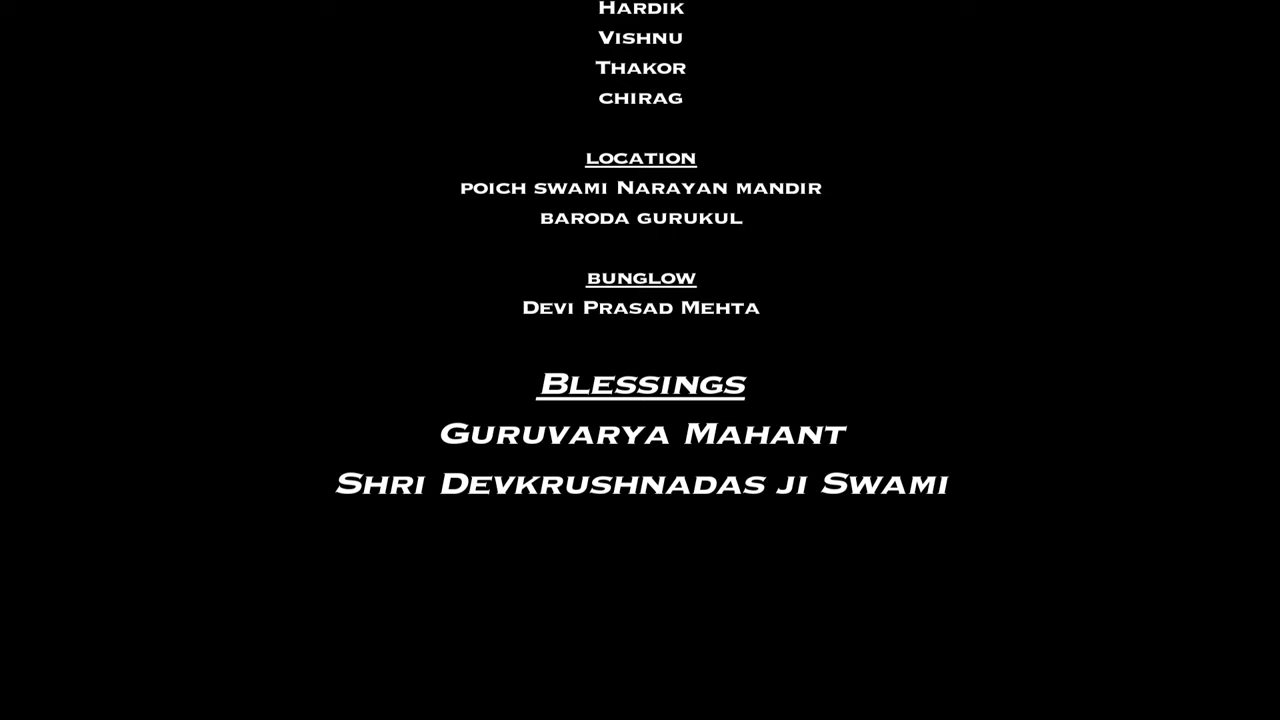 Hardik
Vishnu
Thakor
chirag
location
poich swami Narayan mandir
baroda gurukul
bunglow
Devi Prasad Mehta
Blessings
Guruvarya Mahant
Shri Devkrushnadas ji Swami